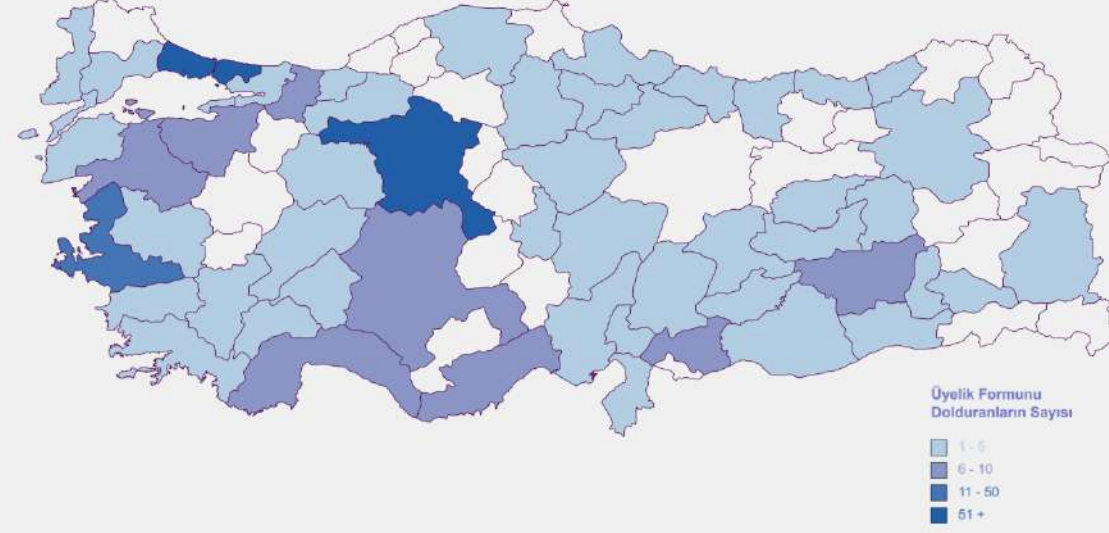 Üyelik Formunu
Dolduranların Sayısı
1 - 5
6 - 10
11 - 50
51 +